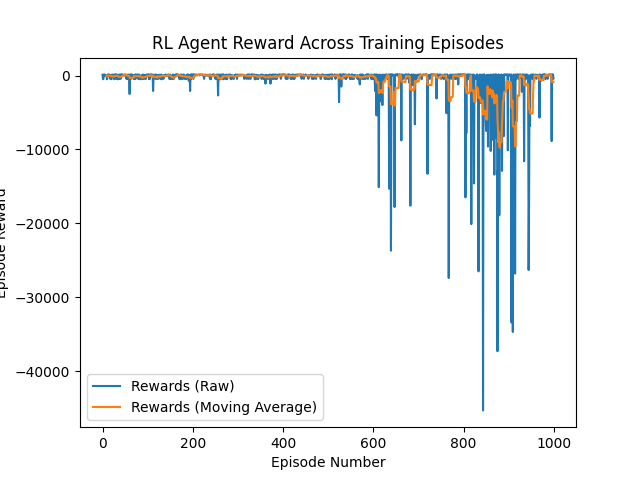 RL Agent Reward Across Training Episodes
Episode Reward
0
−10000
−20000
−30000
−40000
Rewards (Raw)
Rewards (Moving Average)
0
200
400
600
800
1000
Episode Number